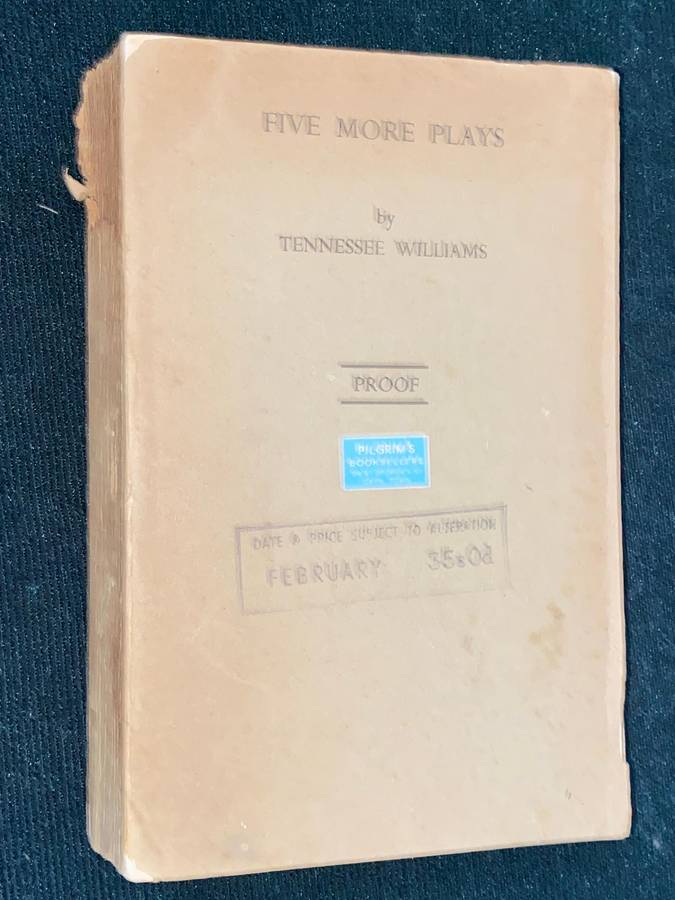 FIVE MORE PLAYS
by
TENNESSEE WILLIAMS
PROOF
PILGRIM'S
BOOKSELLERS
DATE & PRICE SUBJECT TO ALTERATION
FEBRUARY 35s0d